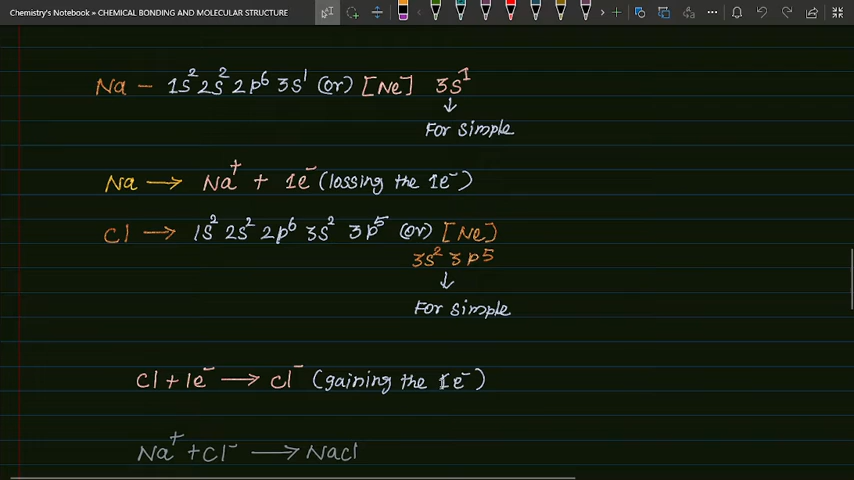 Chemistry's Notebook » CHEMICAL BONDING AND MOLECULAR STRUCTURE
Na – 1s² 2s² 2p⁶ 3s¹ (or) [Ne] 3s¹
↓
For simple
Na → Na⁺ + 1e⁻ (lossing the 1e⁻)
Cl → 1s² 2s² 2p⁶ 3s² 3p⁵ (or) [Ne]
3s² 3p⁵
↓
For simple
Cl + 1e⁻ → Cl⁻ (gaining the 1e⁻)
Na⁺ + Cl⁻ → Nacl